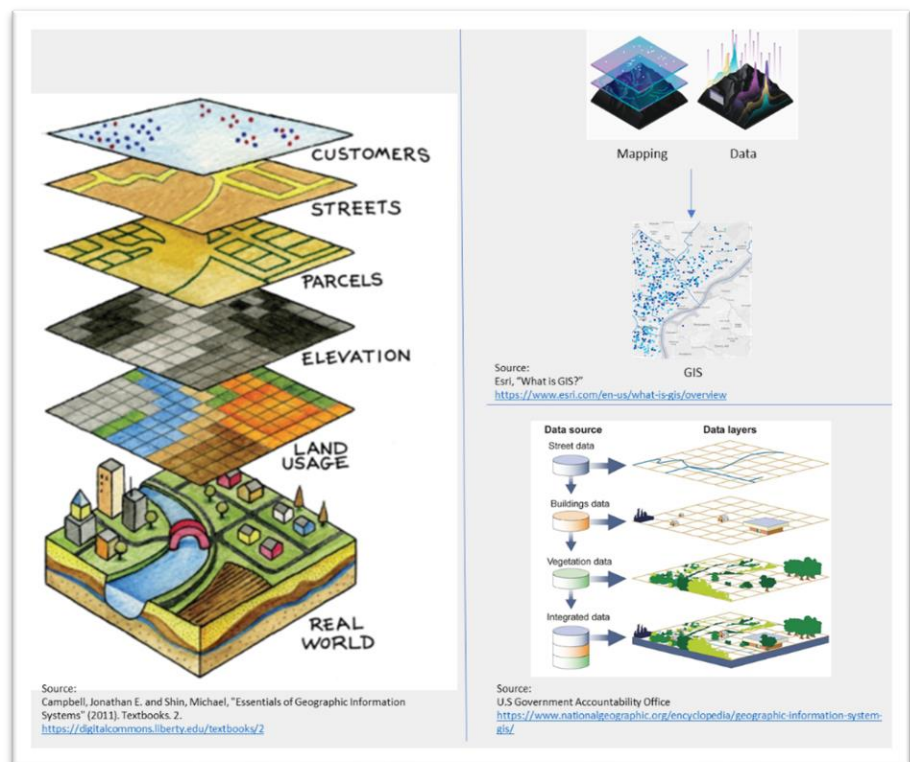 CUSTOMERS
STREETS
PARCELS
ELEVATION
LAND
USAGE
REAL
WORLD
Source:
Campbell, Jonathan E. and Shin, Michael, "Essentials of Geographic Information
Systems" (2011). Textbooks. 2.
https://digitalcommons.liberty.edu/textbooks/2
Mapping Data
GIS
Source:
Esri, "What is GIS?"
https://www.esri.com/en-us/what-is-gis/overview
Data source Data layers
Street data
Buildings data
Vegetation data
Integrated data
Source:
U.S Government Accountability Office
https://www.nationalgeographic.org/encyclopedia/geographic-information-system-
gis/